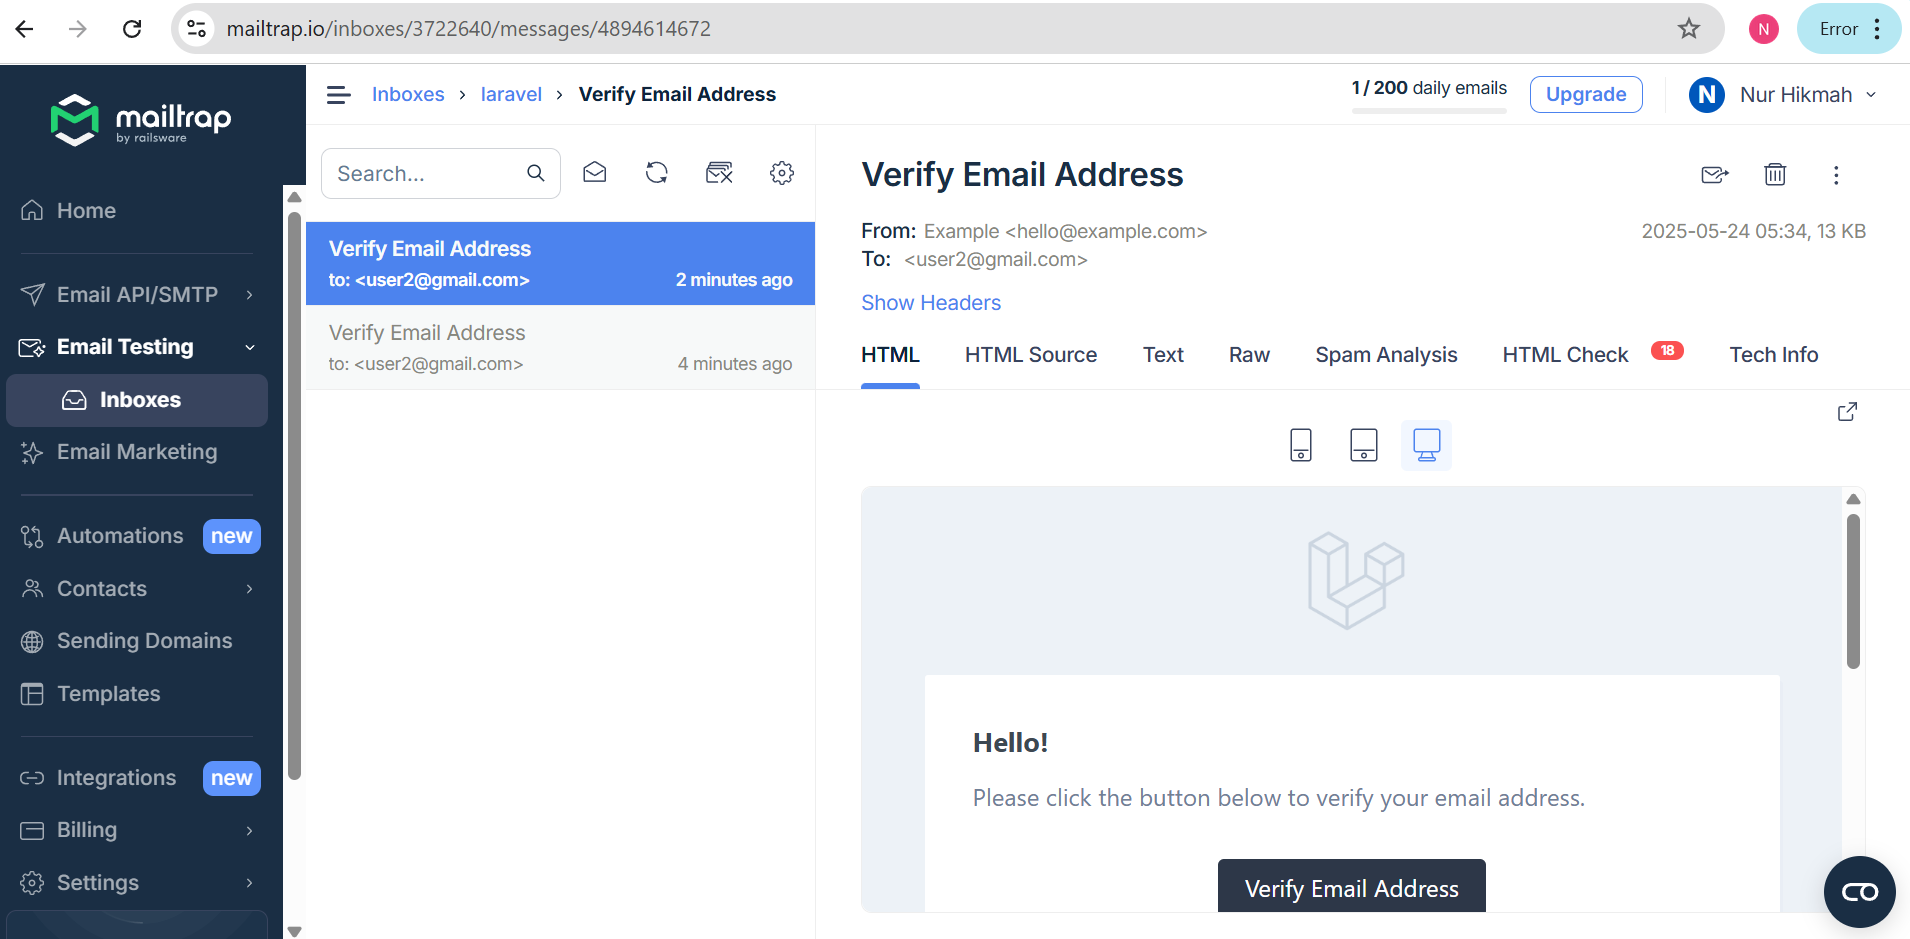 mailtrap.io/inboxes/3722640/messages/4894614672
N
Error
mailtrap
by railsware
Home
Email API/SMTP
Email Testing
Inboxes
Email Marketing
Automations new
Contacts
Sending Domains
Templates
Integrations new
Billing
Settings
Inboxes > laravel > Verify Email Address
1 / 200 daily emails
Upgrade
N Nur Hikmah
Search...
Verify Email Address
to: <user2@gmail.com> 2 minutes ago
Verify Email Address
to: <user2@gmail.com> 4 minutes ago
Verify Email Address
From: Example <hello@example.com> 2025-05-24 05:34, 13 KB
To: <user2@gmail.com>
Show Headers
HTML HTML Source Text Raw Spam Analysis HTML Check 18 Tech Info
Hello!
Please click the button below to verify your email address.
Verify Email Address